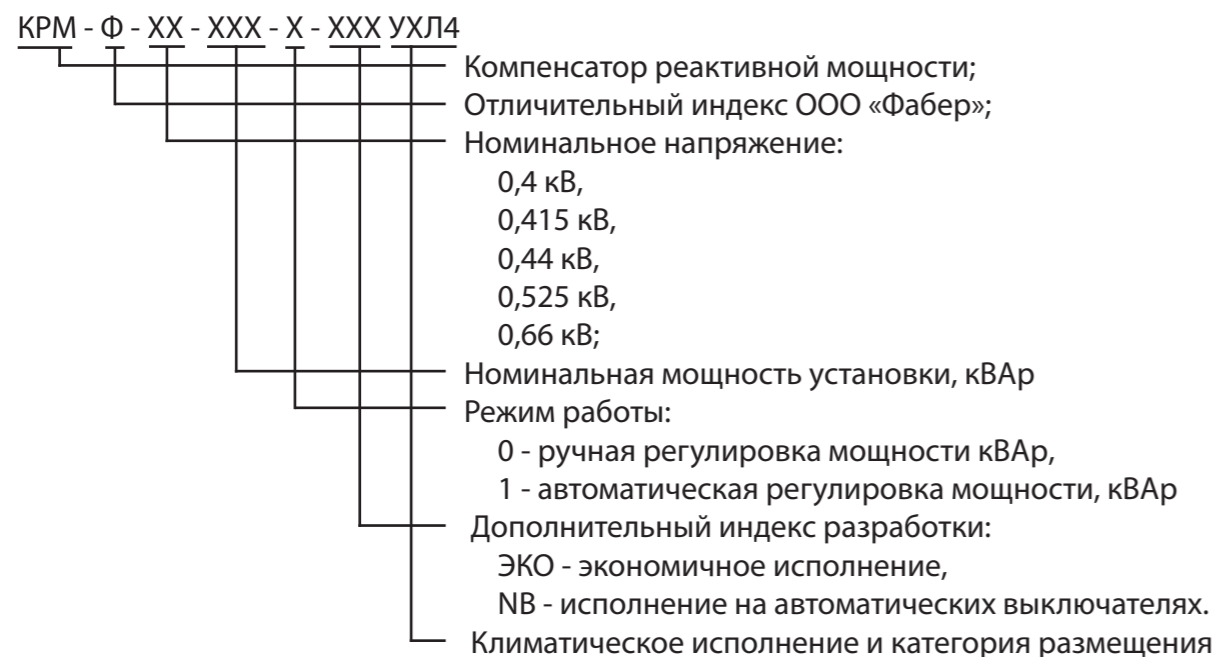 КРМ - Ф - ХХ - ХХХ - Х - ХХХ УХЛ4
Компенсатор реактивной мощности;
Отличительный индекс ООО «Фабер»;
Номинальное напряжение:
0,4 кВ,
0,415 кВ,
0,44 кВ,
0,525 кВ,
0,66 кВ;
Номинальная мощность установки, кВАр
Режим работы:
0 - ручная регулировка мощности кВАр,
1 - автоматическая регулировка мощности, кВАр
Дополнительный индекс разработки:
ЭКО - экономичное исполнение,
NB - исполнение на автоматических выключателях.
Климатическое исполнение и категория размещения